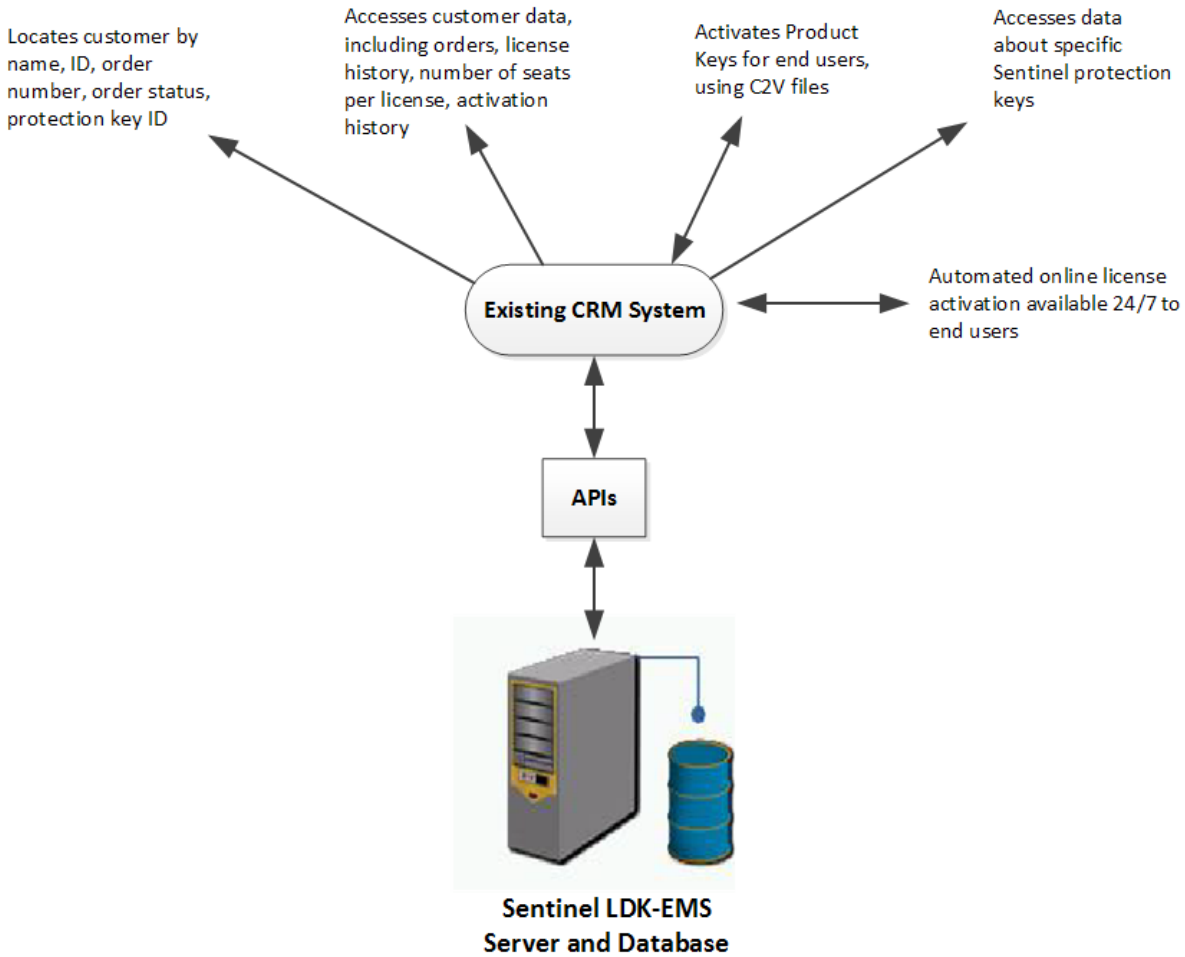 Locates customer by
name, ID, order
number, order status,
protection key ID
Accesses customer data,
including orders, license
history, number of seats
per license, activation
history
Activates Product
Keys for end users,
using C2V files
Accesses data
about specific
Sentinel protection
keys
Existing CRM System
Automated online license
activation available 24/7 to
end users
APIs
Sentinel LDK-EMS
Server and Database